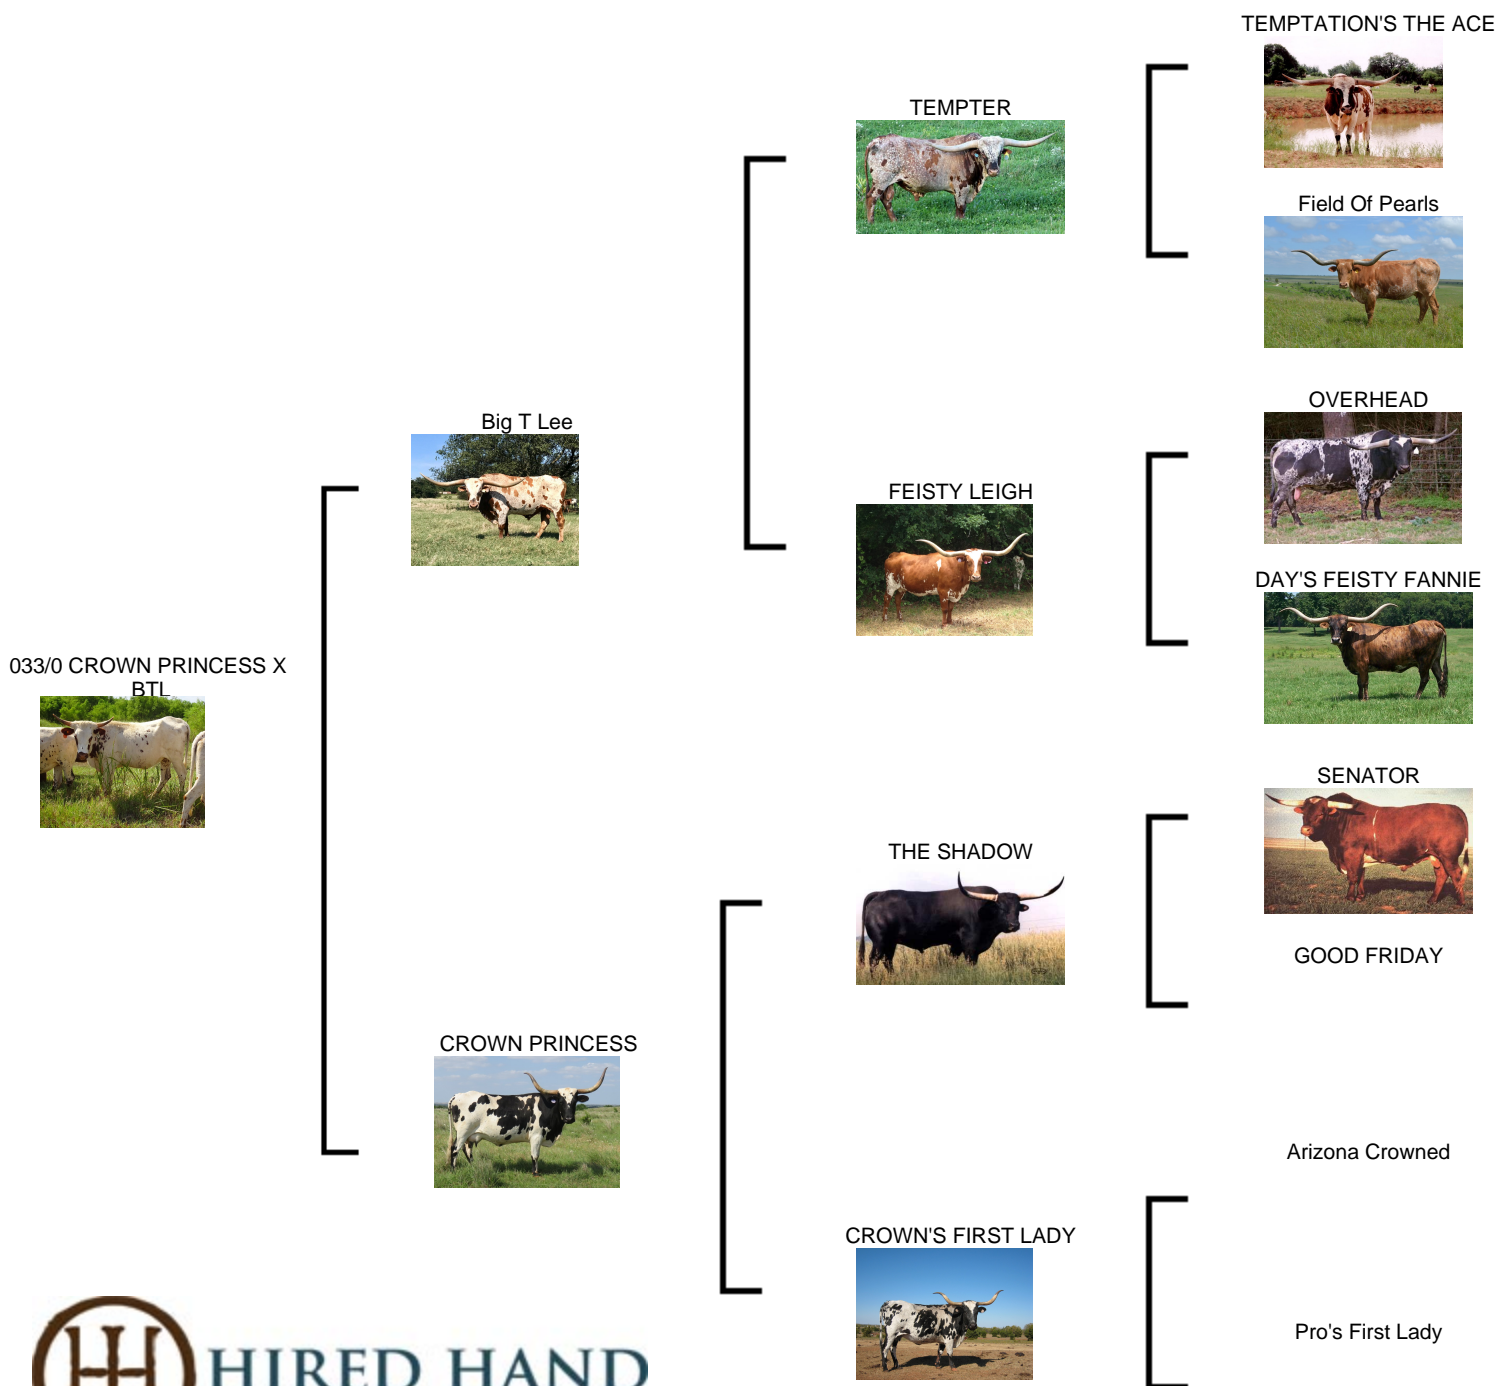 TEMPTATION'S THE ACE
TEMPTER
Field Of Pearls
OVERHEAD
Big T Lee
FEISTY LEIGH
DAY'S FEISTY FANNIE
033/0 CROWN PRINCESS X
BTL
SENATOR
THE SHADOW
GOOD FRIDAY
CROWN PRINCESS
Arizona Crowned
CROWN'S FIRST LADY
Pro's First Lady
HIRED HAND